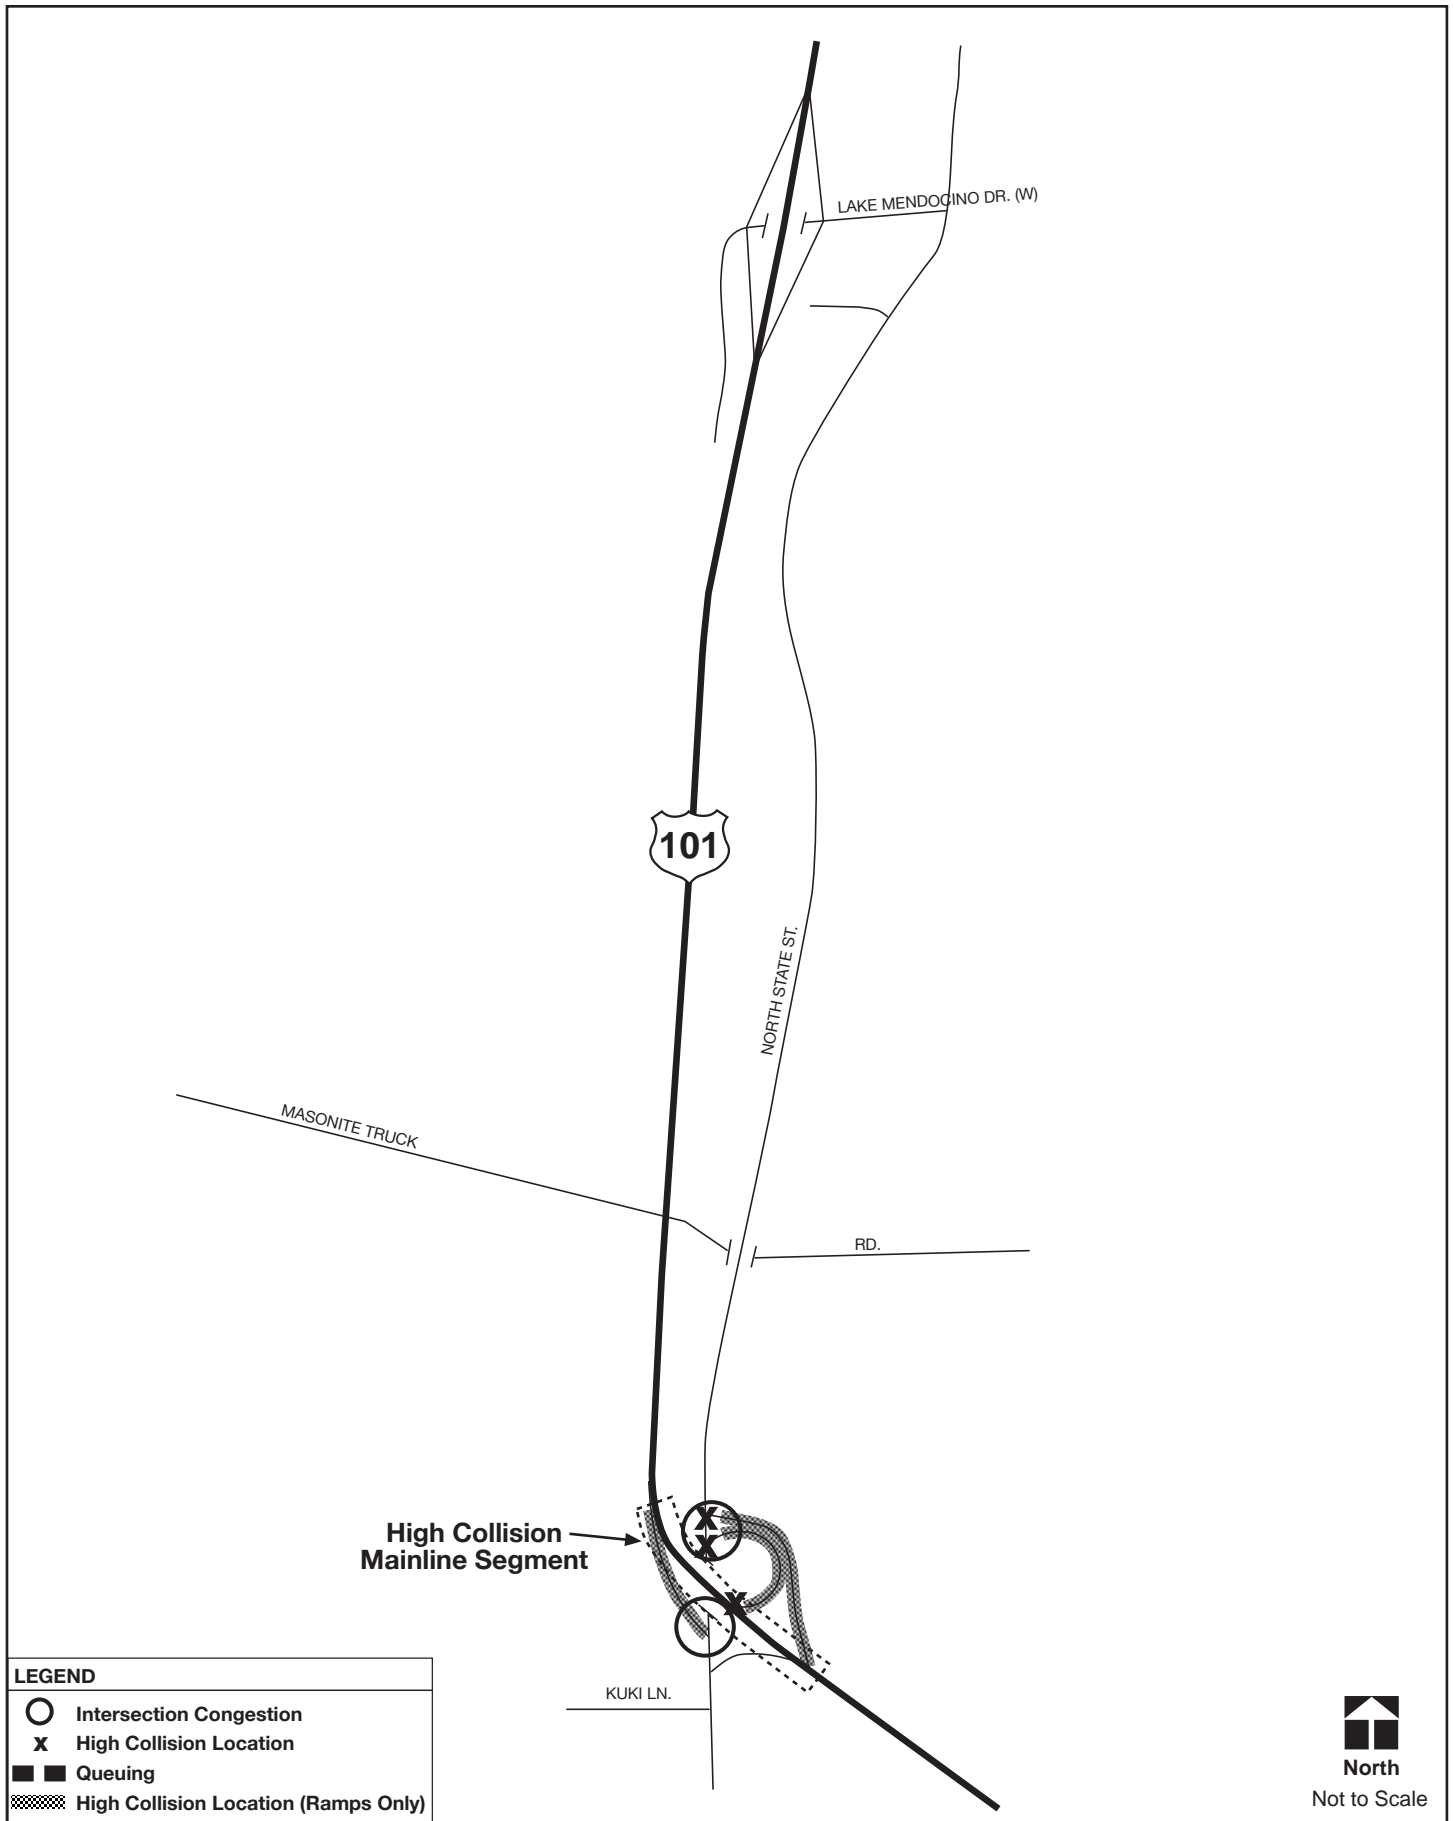 LAKE MENDOCINO DR. (W)
101
NORTH STATE ST.
MASONITE TRUCK
RD.
High Collision
Mainline Segment
KUKI LN.
LEGEND
Intersection Congestion
x High Collision Location
Queuing
High Collision Location (Ramps Only)
X
X
X
North
Not to Scale